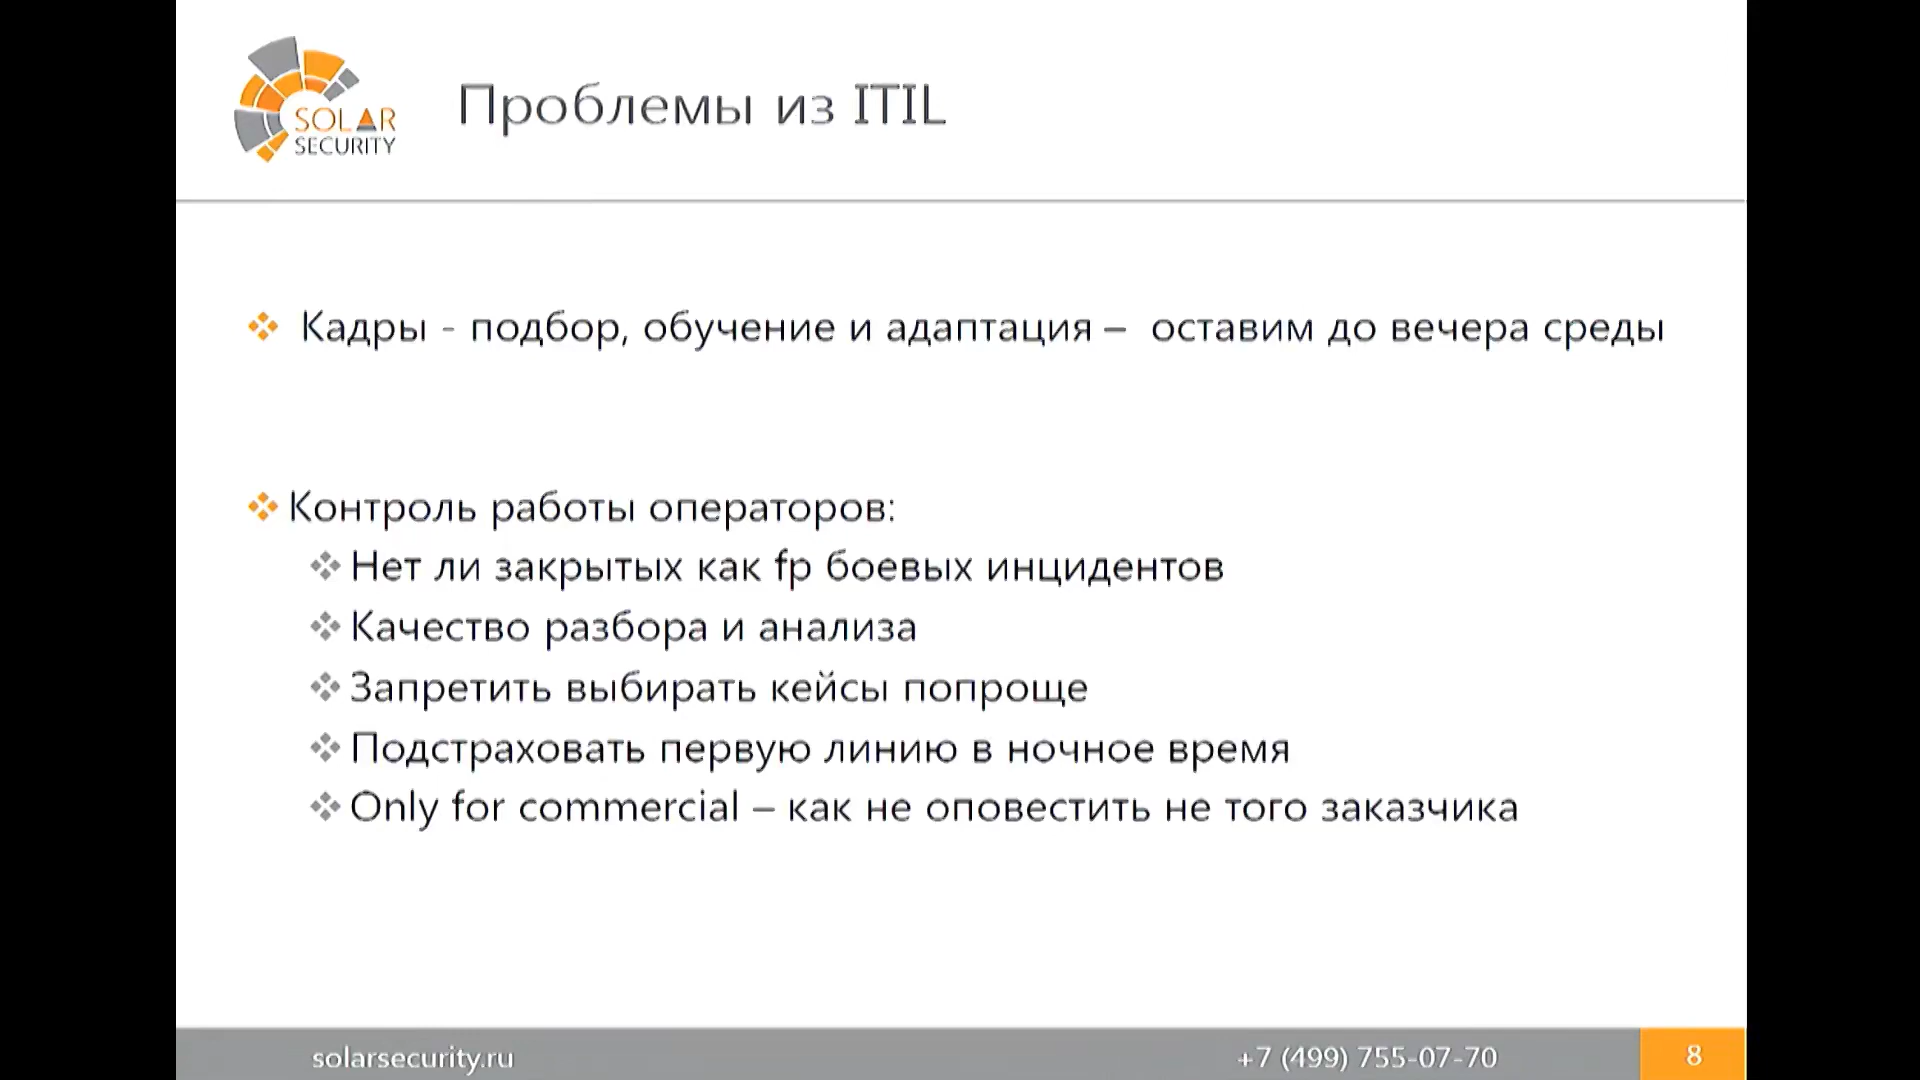 SOLAR
SECURITY
Проблемы из ITIL
Кадры - подбор, обучение и адаптация – оставим до вечера среды
Контроль работы операторов:
Нет ли закрытых как fp боевых инцидентов
Качество разбора и анализа
Запретить выбирать кейсы попроще
Подстраховать первую линию в ночное время
Only for commercial – как не оповестить не того заказчика
solarsecurity.ru
+7 (499) 755-07-70
8